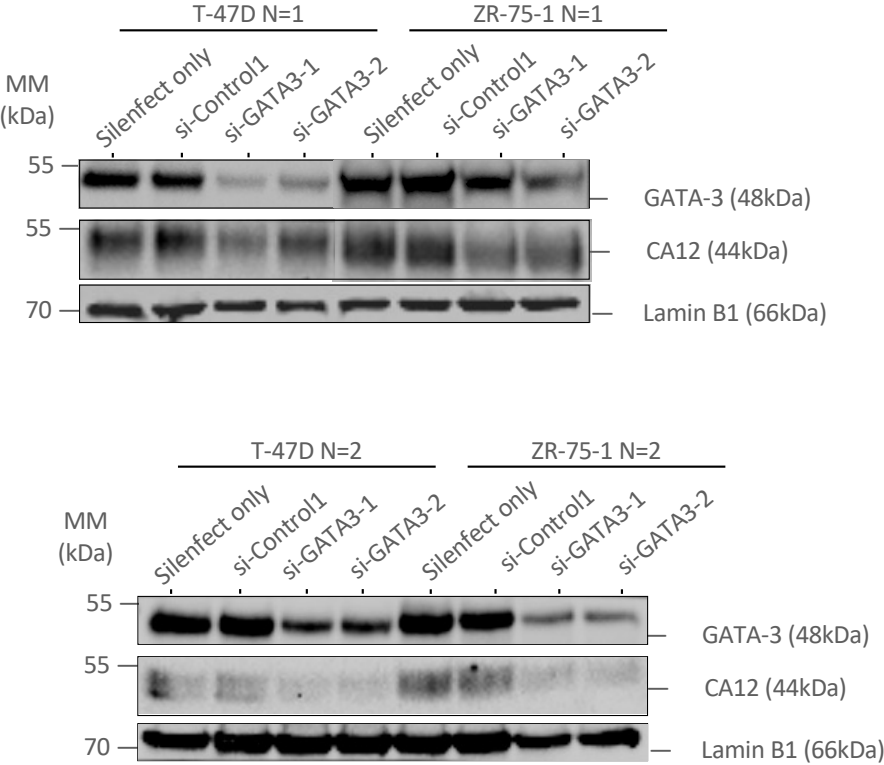 T-47D N=1 ZR-75-1 N=1
MM
(kDa)
Silenfect only si-Control1 si-GATA3-1 si-GATA3-2 Silenfect only si-Control1 si-GATA3-1 si-GATA3-2
55
GATA-3 (48kDa)
55
CA12 (44kDa)
70
Lamin B1 (66kDa)
T-47D N=2 ZR-75-1 N=2
MM
(kDa)
Silenfect only si-Control1 si-GATA3-1 si-GATA3-2 Silenfect only si-Control1 si-GATA3-1 si-GATA3-2
55
GATA-3 (48kDa)
55
CA12 (44kDa)
70
Lamin B1 (66kDa)